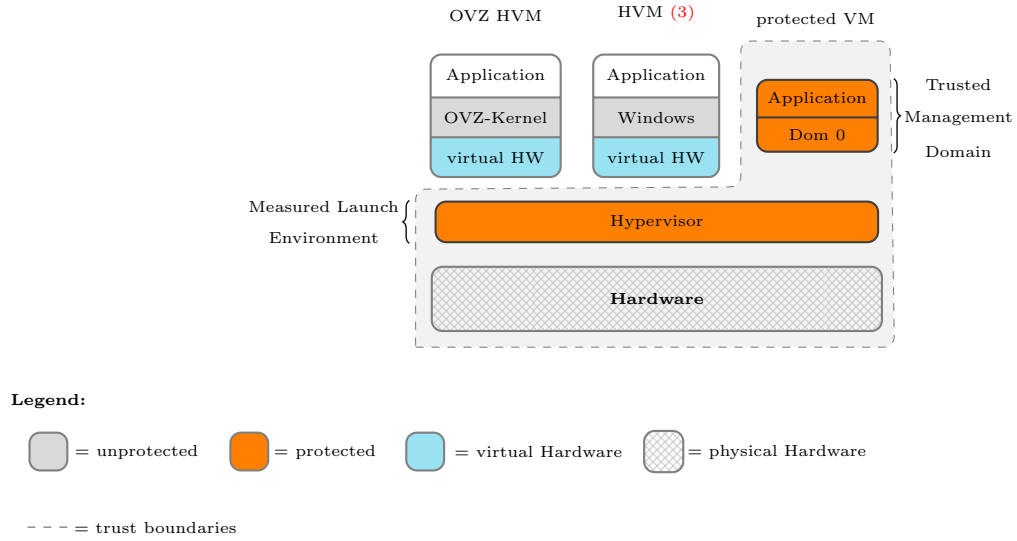 OVZ HVM
HVM (3)
protected VM
Application
OVZ-Kernel
virtual HW
Application
Windows
virtual HW
Application
Dom 0
Trusted
Management
Domain
Measured Launch
Environment
Hypervisor
Hardware
Legend:
= unprotected
= protected
= virtual Hardware
= physical Hardware
= trust boundaries